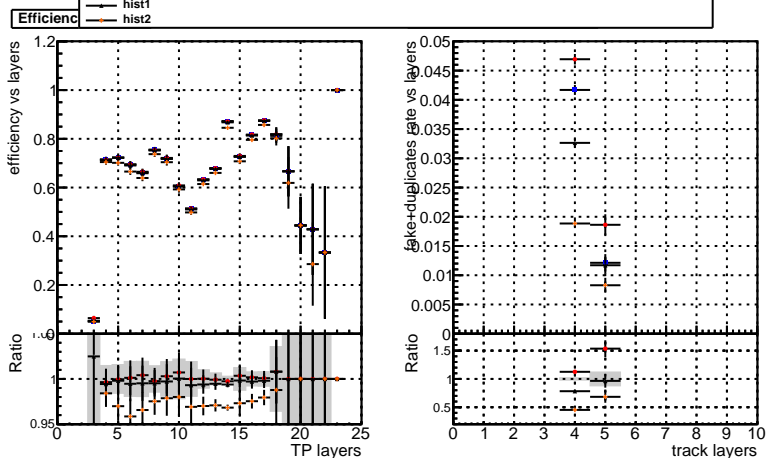 hist1
hist2
Efficienc
efficiency vs layers
1.2
1
0.8
0.6
0.4
0.2
Ratio
1
0.95
0 5 10 15 20 25
TP layers
fake+duplicates rate vs layers
0.05
0.045
0.04
0.035
0.03
0.025
0.02
0.015
0.01
0.005
0
Ratio
1.5
1
0.5
0 1 2 3 4 5 6 7 8 9 10
track layers